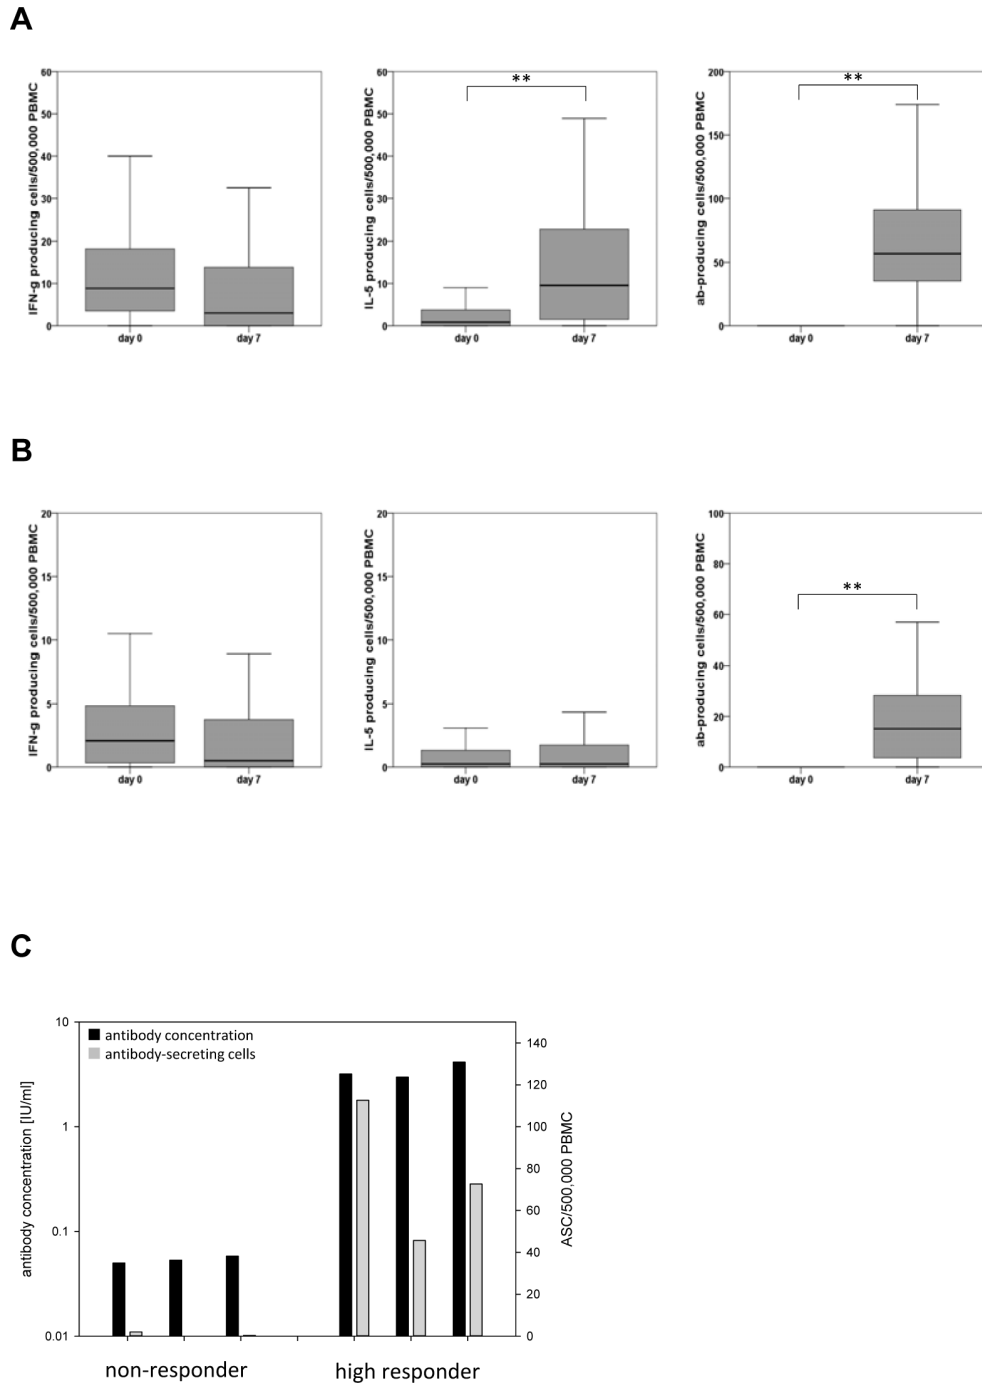 A
IFN-g producing cells/500,000 PBMC
60
50
40
30
20
10
0
day 0
day 7
IL-5 producing cells/500,000 PBMC
60
50
40
30
20
10
0
**
day 0
day 7
ab-producing cells/500,000 PBMC
200
150
100
50
0
**
day 0
day 7
B
IFN-g producing cells/500,000 PBMC
20
15
10
5
0
day 0
day 7
IL-5 producing cells/500,000 PBMC
20
15
10
5
0
day 0
day 7
ab-producing cells/500,000 PBMC
100
80
60
40
20
0
**
day 0
day 7
C
antibody concentration [IU/ml]
10
1
0.1
0.01
antibody concentration
antibody-secreting cells
140
120
100
80
60
40
20
0
ASC/500,000 PBMC
non-responder
high responder